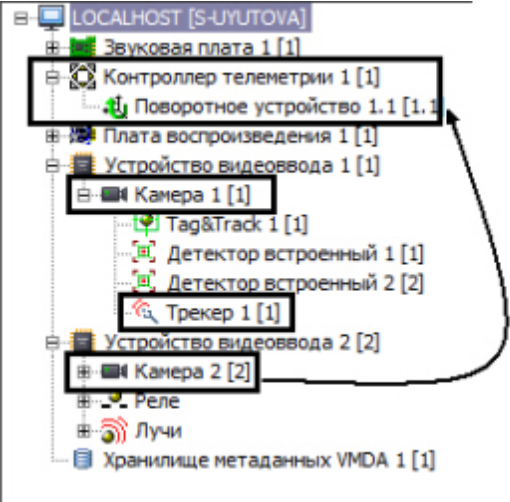 LOCALHOST [S-UYUTOVA]
Звуковая плата 1 [1]
Контроллер телеметрии 1 [1]
Поворотное устройство 1.1 [1.1
Плата воспроизведения 1 [1]
Устройство видеоввода 1 [1]
Камера 1 [1]
Tag&Track 1 [1]
Детектор встроенный 1 [1]
Детектор встроенный 2 [2]
Трекер 1 [1]
Устройство видеоввода 2 [2]
Камера 2 [2]
Реле
Лучи
Хранилище метаданных VMDA 1 [1]